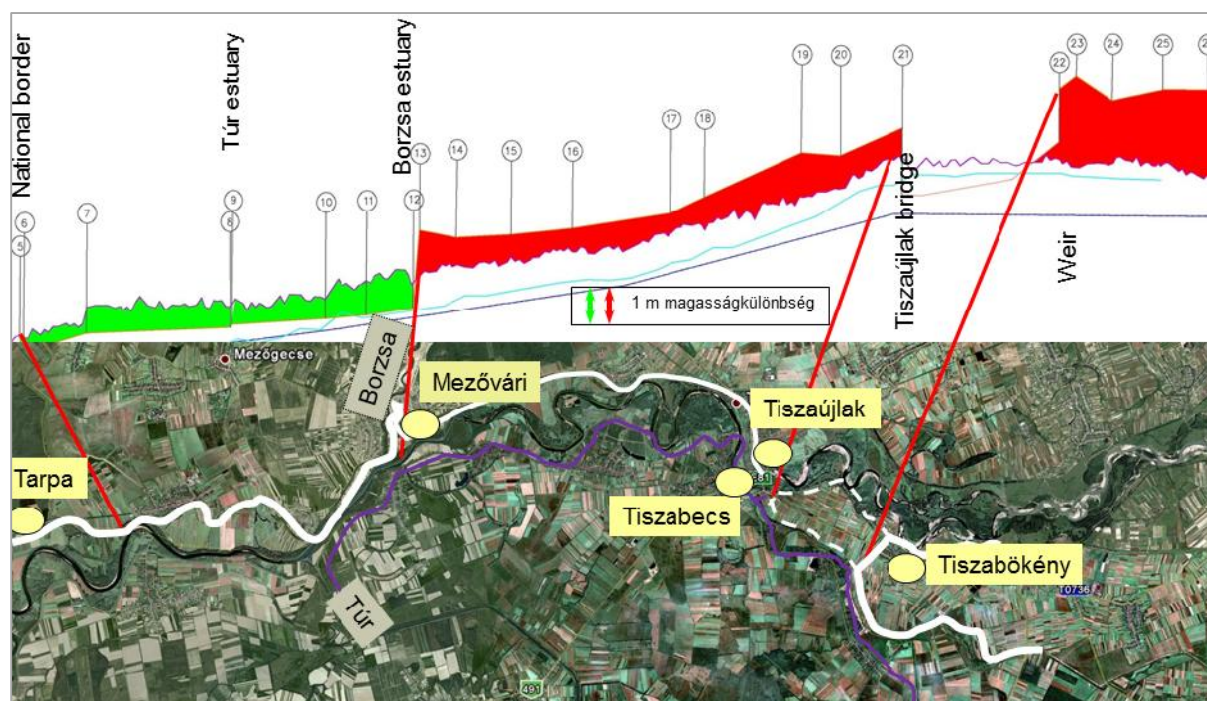 National border
Túr estuary
Borzsa estuary
5
6
7
8
9
10
11
12
13
14
15
16
17
18
19
20
21
22
23
24
25
Tiszaújlak bridge
Weir
1 m magasságkülönbség
Mezőgecse
Borzsa
Mezővári
Tiszaújlak
Tarpa
Tiszabecs
Tiszabökény
Túr
491